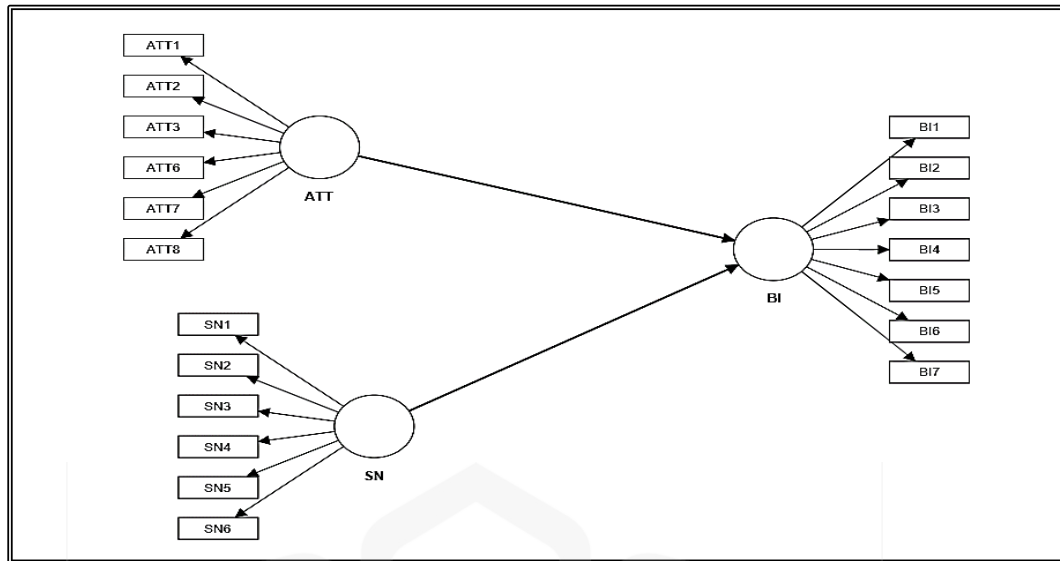 ATT1
ATT2
ATT3
ATT6
ATT7
ATT8
ATT
SN1
SN2
SN3
SN4
SN5
SN6
SN
BI
BI1
BI2
BI3
BI4
BI5
BI6
BI7